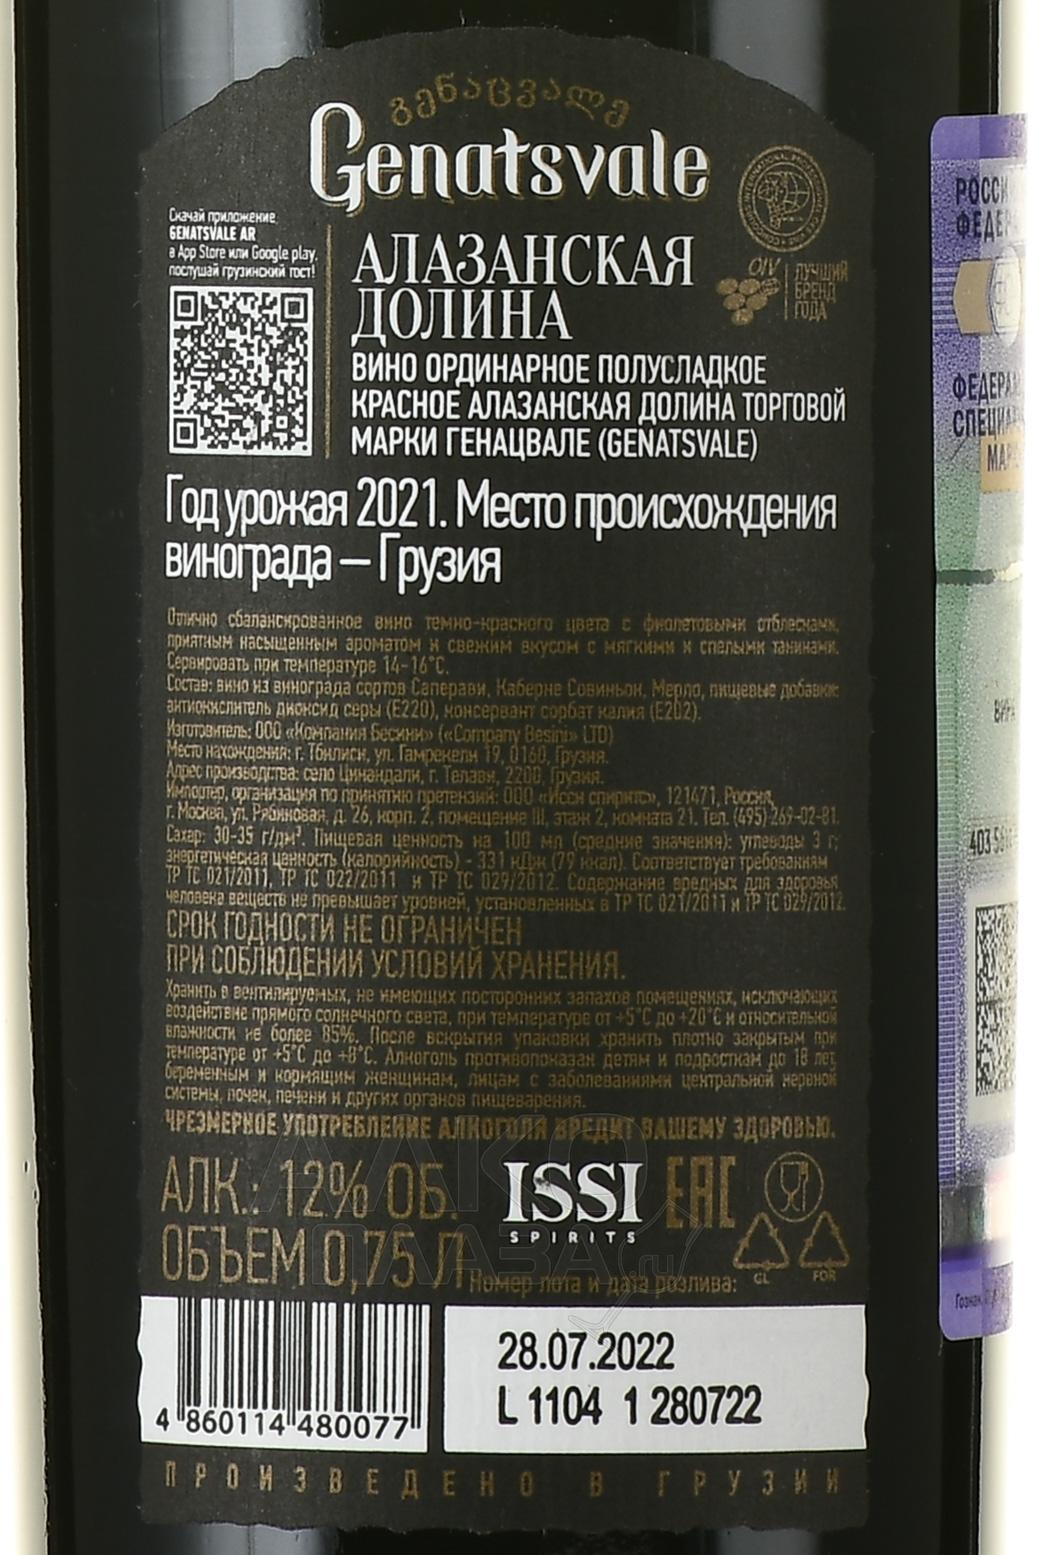 გენაცვალე
Genatsvale
Скачай приложение
GENATSVALE AR
в App Store или Google play,
послушай грузинский тост!
АЛАЗАНСКАЯ
ДОЛИНА
OIV
ЛУЧШИЙ
БРЕНД
ГОДА
ВИНО ОРДИНАРНОЕ ПОЛУСЛАДКОЕ
КРАСНОЕ АЛАЗАНСКАЯ ДОЛИНА ТОРГОВОЙ
МАРКИ ГЕНАЦВАЛЕ (GENATSVALE)
Год урожая 2021. Место происхождения
винограда – Грузия
Отлично сбалансированное вино темно-красного цвета с фиолетовыми отблесками,
приятным насыщенным ароматом и свежим вкусом с мягкими и спелыми танинами.
Сервировать при температуре 14-16°С.
Состав: вино из винограда сортов Саперави, Каберне Совиньон, Мерло, пищевые добавки:
антиокислитель диоксид серы (Е220), консервант сорбат калия (Е202).
Изготовитель: ООО «Компания Бесини» («Company Besini» LTD)
Место нахождения: г. Тбилиси, ул. Гамрекели 19, 0160, Грузия.
Адрес производства: село Цинандали, г. Телави, 2200, Грузия.
Импортер, организация по принятию претензий: ООО «Исси спиритс», 121471, Россия,
г. Москва, ул. Рябиновая, д. 26, корп. 2, помещение III, этаж 2, комната 21. Тел. (495) 269-02-81.
Сахар: 30-35 г/дм³. Пищевая ценность на 100 мл (средние значения): углеводы 3 г;
энергетическая ценность (калорийность) - 331 кДж (79 ккал). Соответствует требованиям
ТР ТС 021/2011, ТР ТС 022/2011 и ТР ТС 029/2012. Содержание вредных для здоровья
человека веществ не превышает уровней, установленных в ТР ТС 021/2011 и ТР ТС 029/2012.
СРОК ГОДНОСТИ НЕ ОГРАНИЧЕН
ПРИ СОБЛЮДЕНИИ УСЛОВИЙ ХРАНЕНИЯ.
Хранить в вентилируемых, не имеющих посторонних запахов помещениях, исключающих
воздействие прямого солнечного света, при температуре от +5°С до +20°С и относительной
влажности не более 85%. После вскрытия упаковки хранить плотно закрытым при
температуре от +5°С до +8°С. Алкоголь противопоказан детям и подросткам до 18 лет,
беременным и кормящим женщинам, лицам с заболеваниями центральной нервной
системы, почек, печени и других органов пищеварения.
ЧРЕЗМЕРНОЕ УПОТРЕБЛЕНИЕ АЛКОГОЛЯ ВРЕДИТ ВАШЕМУ ЗДОРОВЬЮ.
АЛК.: 12% ОБ.
ОБЪЕМ 0,75 Л
ISSI
SPIRITS
EAC
GL
FOR
Номер лота и дата розлива:
28.07.2022
L 1104 1 280722
4 860114 480077
ПРОИЗВЕДЕНО В ГРУЗИИ
АЛКО
ПЛАЗА.ru
РОССИ
ФЕДЕР
ФЕДЕРА
СПЕЦИА
МАР
ВИН
403
Гознак